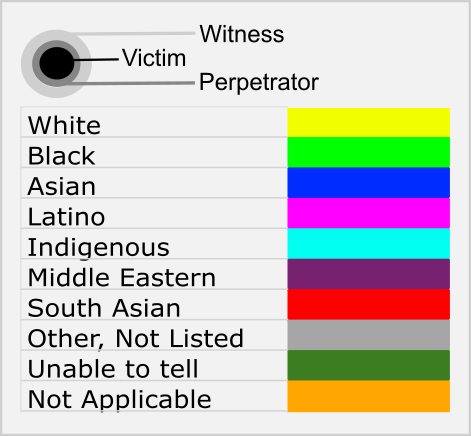 Witness
Victim
Perpetrator
White
Black
Asian
Latino
Indigenous
Middle Eastern
South Asian
Other, Not Listed
Unable to tell
Not Applicable